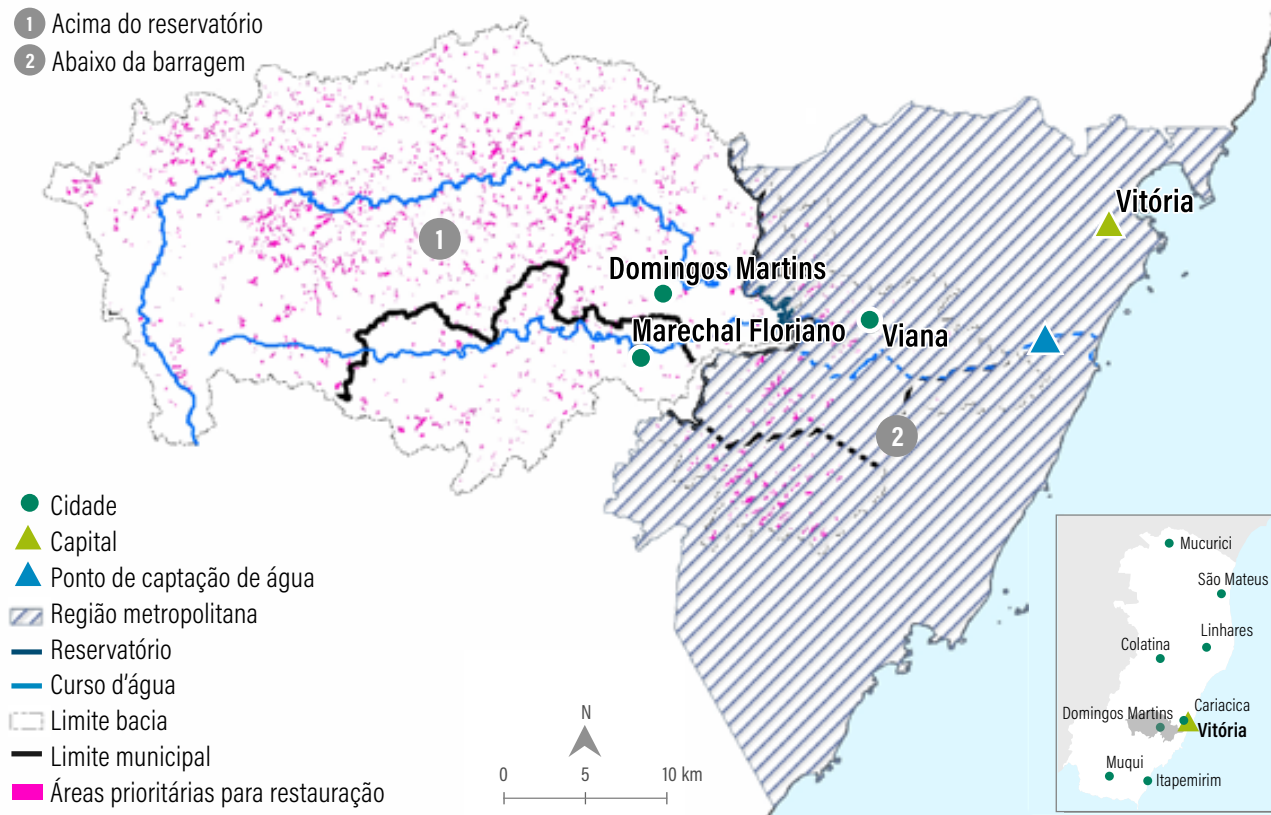 1 Acima do reservatório
2 Abaixo da barragem
Vitória
1
Domingos Martins
Marechal Floriano
Viana
2
Cidade
Capital
Ponto de captação de água
Região metropolitana
Reservatório
Curso d'água
Limite bacia
Limite municipal
Áreas prioritárias para restauração
N
0 5 10 km
Mucurici
São Mateus
Linhares
Colatina
Cariacica
Domingos Martins
Vitória
Muqui
Itapemirim